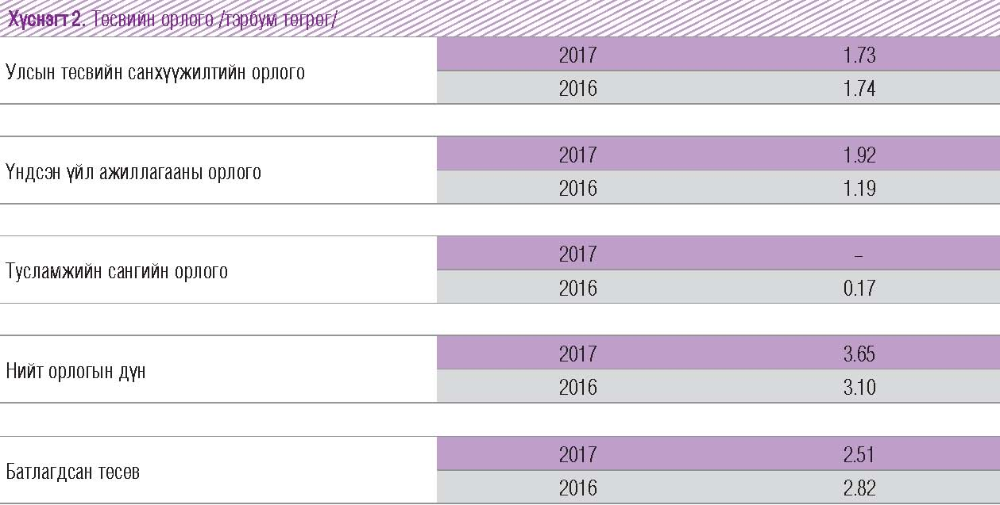 Хүснэгт 2. Төсвийн орлого /тэрбум төгрөг/
Улсын төсвийн санхүүжилтийн орлого
2017 1.73
2016 1.74
Үндсэн үйл ажиллагааны орлого
2017 1.92
2016 1.19
Тусламжийн сангийн орлого
2017 –
2016 0.17
Нийт орлогын дүн
2017 3.65
2016 3.10
Батлагдсан төсөв
2017 2.51
2016 2.82